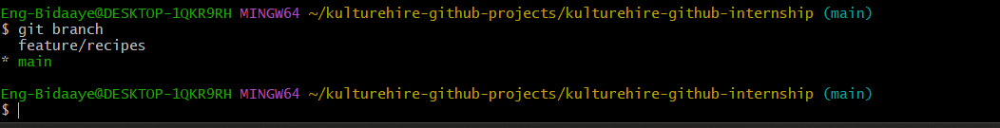 Eng-Bidaaye@DESKTOP-1QKR9RH MINGW64 ~/kulturehire-github-projects/kulturehire-github-internship (main)
$ git branch
  feature/recipes
* main
Eng-Bidaaye@DESKTOP-1QKR9RH MINGW64 ~/kulturehire-github-projects/kulturehire-github-internship (main)
$